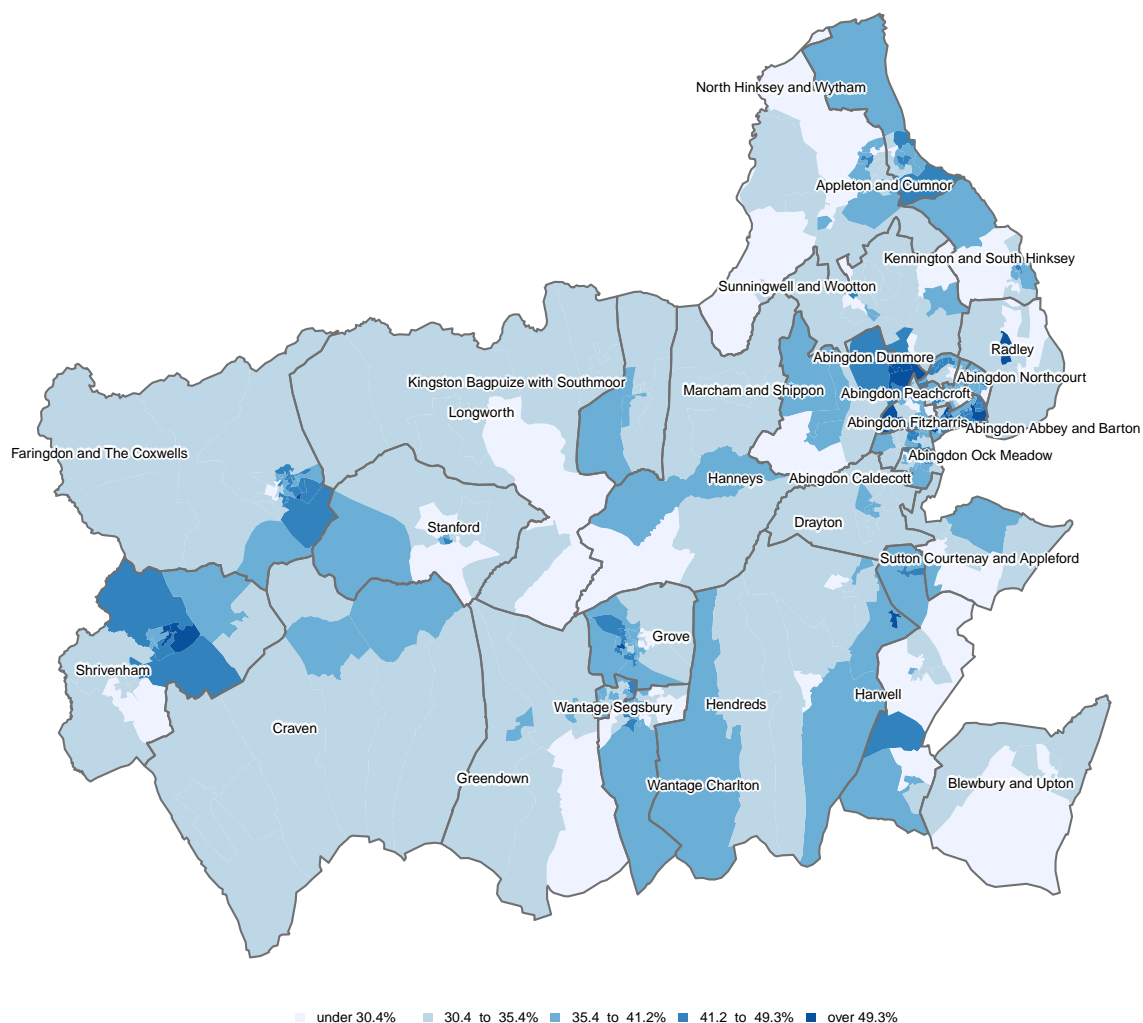 North Hinksey and Wytham
Appleton and Cumnor
Kennington and South Hinksey
Sunningwell and Wootton
Radley
Abingdon Dunmore
Abingdon Northcourt
Kingston Bagpuize with Southmoor
Marcham and Shippon
Abingdon Peachcroft
Longworth
Abingdon Fitzharris
Abingdon Abbey and Barton
Faringdon and The Coxwells
Abingdon Ock Meadow
Hanneys
Abingdon Caldecott
Stanford
Drayton
Sutton Courtenay and Appleford
Grove
Shrivenham
Harwell
Wantage Segsbury
Hendreds
Craven
Greendown
Wantage Charlton
Blewbury and Upton
under 30.4% 30.4 to 35.4% 35.4 to 41.2% 41.2 to 49.3% over 49.3%